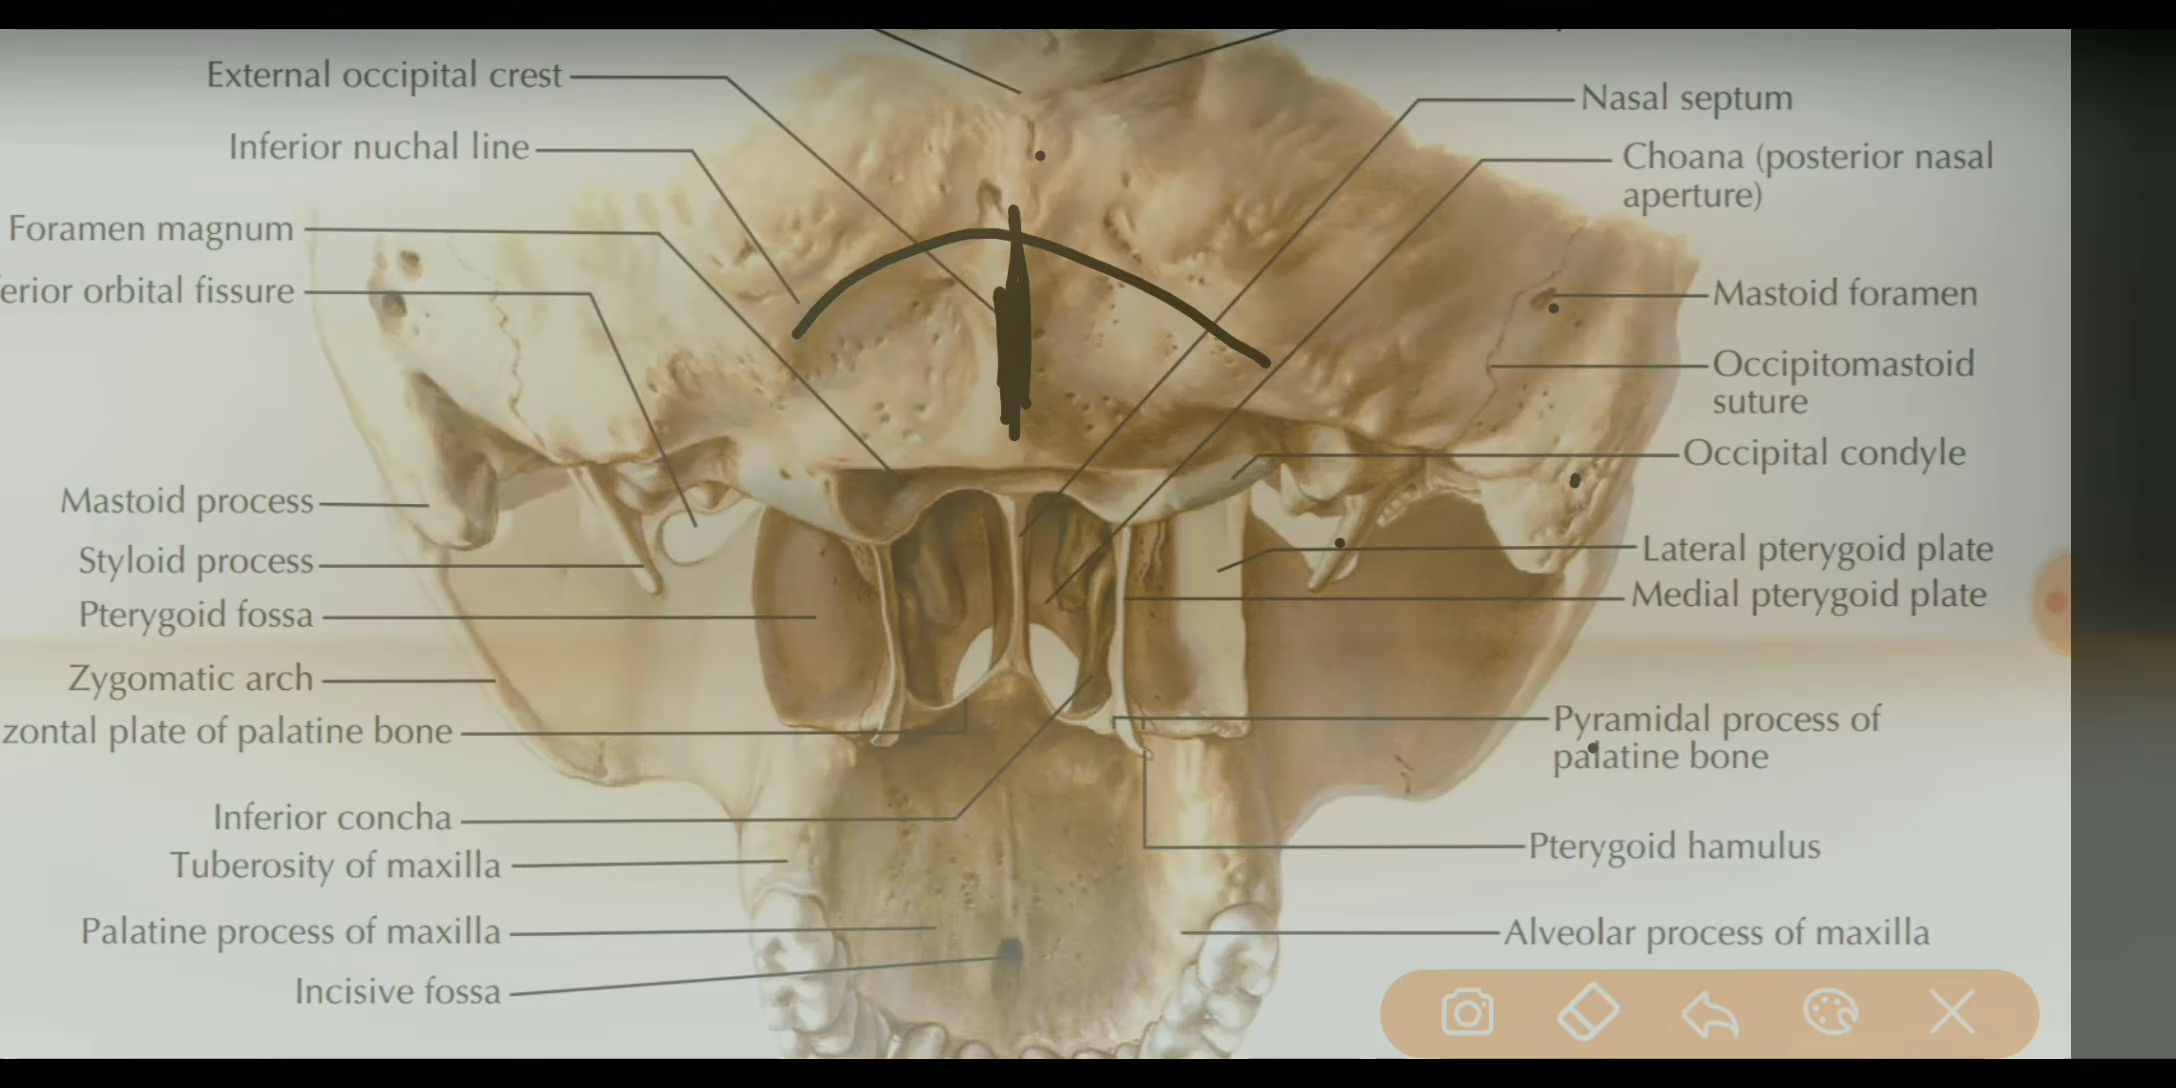 External occipital crest
Inferior nuchal line
Foramen magnum
erior orbital fissure
Mastoid process
Styloid process
Pterygoid fossa
Zygomatic arch
zontal plate of palatine bone
Inferior concha
Tuberosity of maxilla
Palatine process of maxilla
Incisive fossa
Nasal septum
Choana (posterior nasal
aperture)
Mastoid foramen
Occipitomastoid
suture
Occipital condyle
Lateral pterygoid plate
Medial pterygoid plate
Pyramidal process of
palatine bone
Pterygoid hamulus
Alveolar process of maxilla